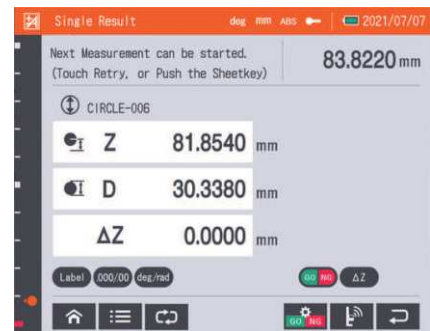 Single Result deg mm ABS 2021/07/07
Next Measurement can be started.
(Touch Retry, or Push the Sheetkey)
83.8220 mm
CIRCLE-006
Z 81.8540 mm
D 30.3380 mm
ΔZ 0.0000 mm
Label 000/00 deg/rad GO NG ΔZ
GO NG